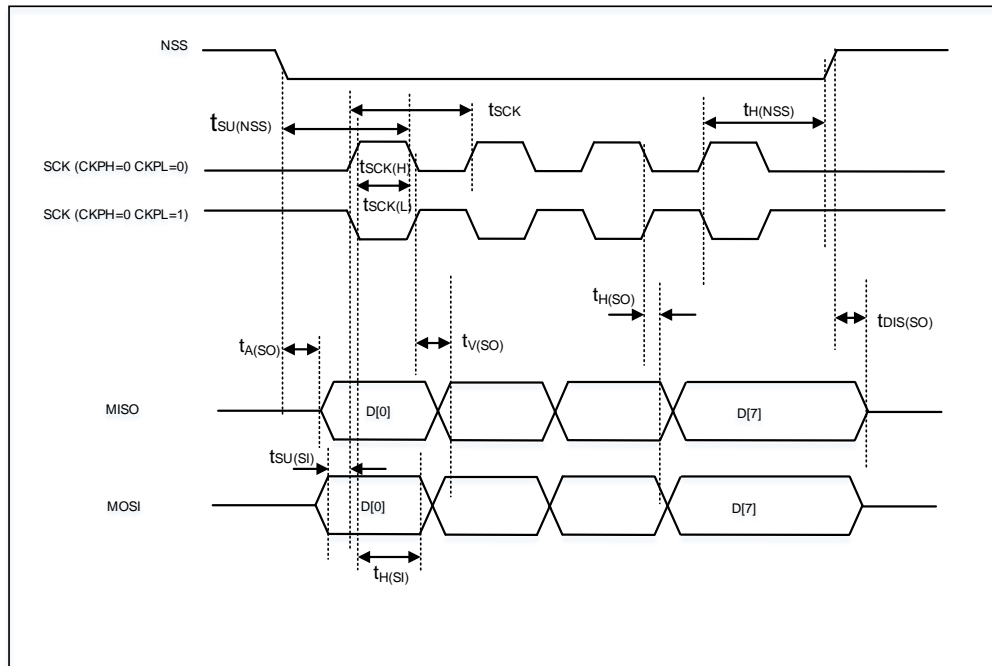 NSS
tSCK
tH(NSS)
tSU(NSS)
SCK (CKPH=0 CKPL=0)
tSCK(H)
tSCK(L)
SCK (CKPH=0 CKPL=1)
tH(SO)
tDIS(SO)
tV(SO)
tA(SO)
MISO
D[0]
D[7]
tSU(SI)
MOSI
D[0]
D[7]
tH(SI)